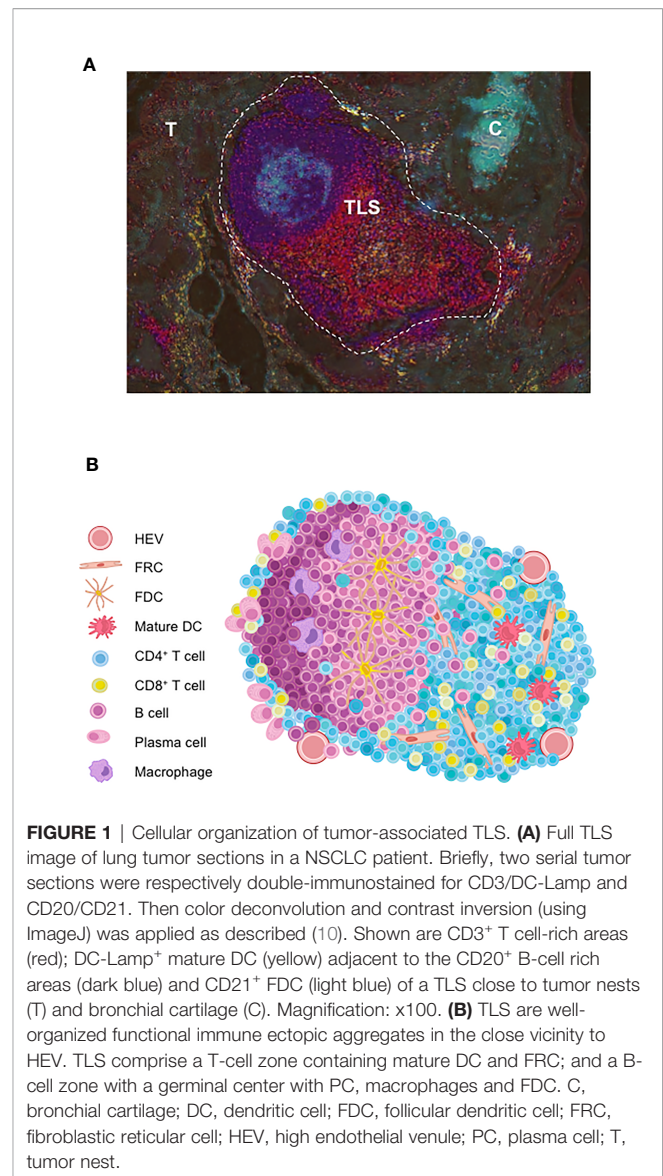 A
T
C
TLS
B
HEV
FRC
FDC
Mature DC
CD4⁺ T cell
CD8⁺ T cell
B cell
Plasma cell
Macrophage
FIGURE 1 | Cellular organization of tumor-associated TLS. (A) Full TLS
image of lung tumor sections in a NSCLC patient. Briefly, two serial tumor
sections were respectively double-immunostained for CD3/DC-Lamp and
CD20/CD21. Then color deconvolution and contrast inversion (using
ImageJ) was applied as described (10). Shown are CD3⁺ T cell-rich areas
(red); DC-Lamp⁺ mature DC (yellow) adjacent to the CD20⁺ B-cell rich
areas (dark blue) and CD21⁺ FDC (light blue) of a TLS close to tumor nests
(T) and bronchial cartilage (C). Magnification: x100. (B) TLS are well-
organized functional immune ectopic aggregates in the close vicinity to
HEV. TLS comprise a T-cell zone containing mature DC and FRC; and a B-
cell zone with a germinal center with PC, macrophages and FDC. C,
bronchial cartilage; DC, dendritic cell; FDC, follicular dendritic cell; FRC,
fibroblastic reticular cell; HEV, high endothelial venule; PC, plasma cell; T,
tumor nest.